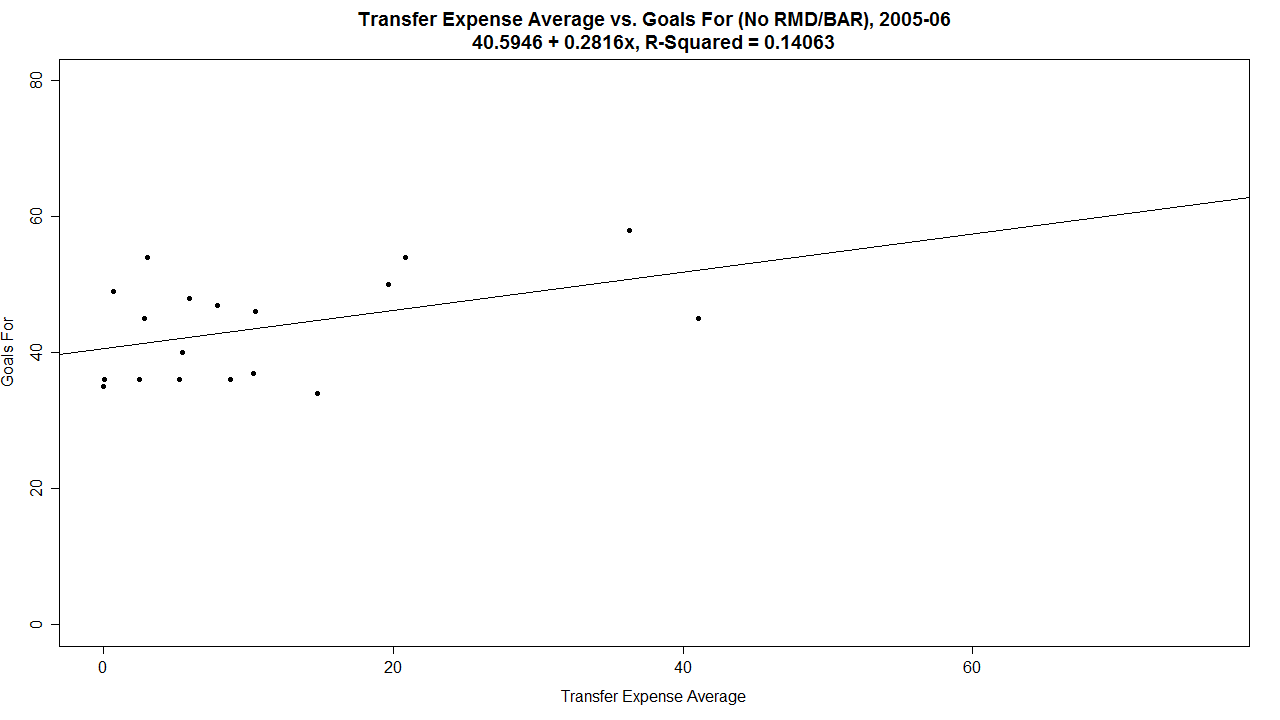 Transfer Expense Average vs. Goals For (No RMD/BAR), 2005-06
40.5946 + 0.2816x, R-Squared = 0.14063
80
60
40
20
0
Goals For
0 20 40 60
Transfer Expense Average